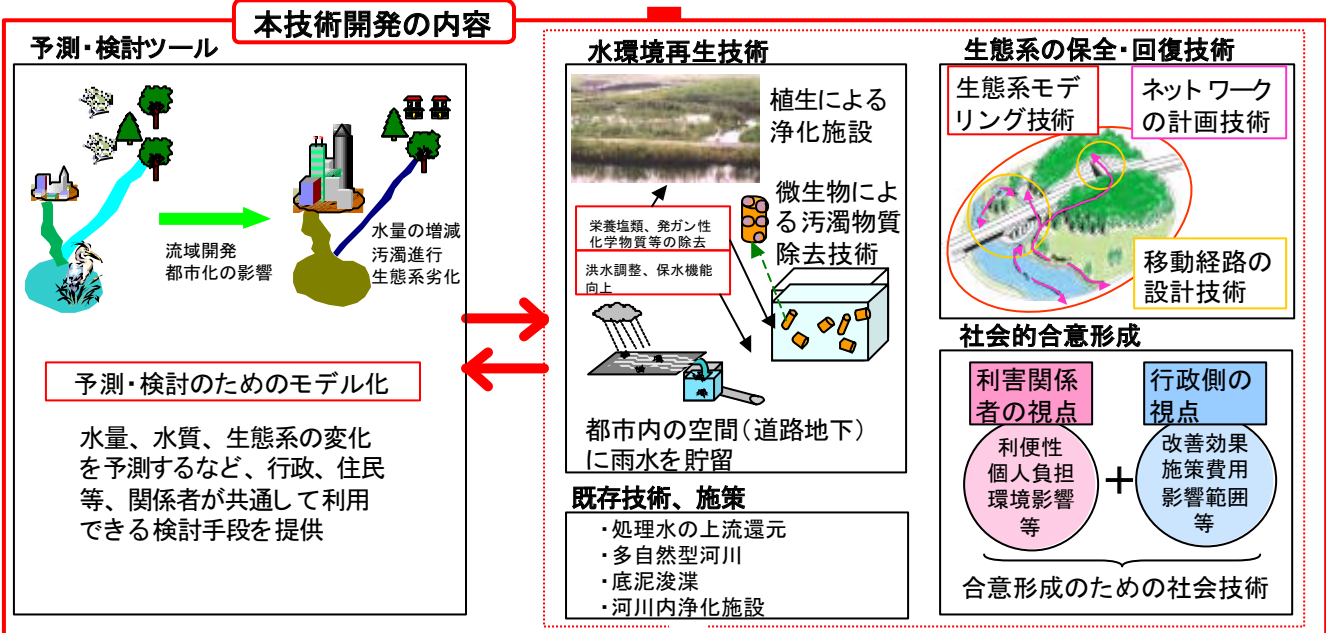 本技術開発の内容
予測・検討ツール
流域開発
都市化の影響
水量の増減
汚濁進行
生態系劣化
予測・検討のためのモデル化
水量、水質、生態系の変化
を予測するなど、行政、住民
等、関係者が共通して利用
できる検討手段を提供
水環境再生技術
植生による
浄化施設
微生物によ
る汚濁物質
除去技術
栄養塩類、発ガン性
化学物質等の除去
洪水調整、保水機能
向上
都市内の空間(道路地下)
に雨水を貯留
既存技術、施策
・処理水の上流還元
・多自然型河川
・底泥浚渫
・河川内浄化施設
生態系の保全・回復技術
生態系モデ
リング技術
ネットワーク
の計画技術
移動経路の
設計技術
社会的合意形成
利害関係
者の視点
利便性
個人負担
環境影響
等
+
行政側の
視点
改善効果
施策費用
影響範囲
等
合意形成のための社会技術